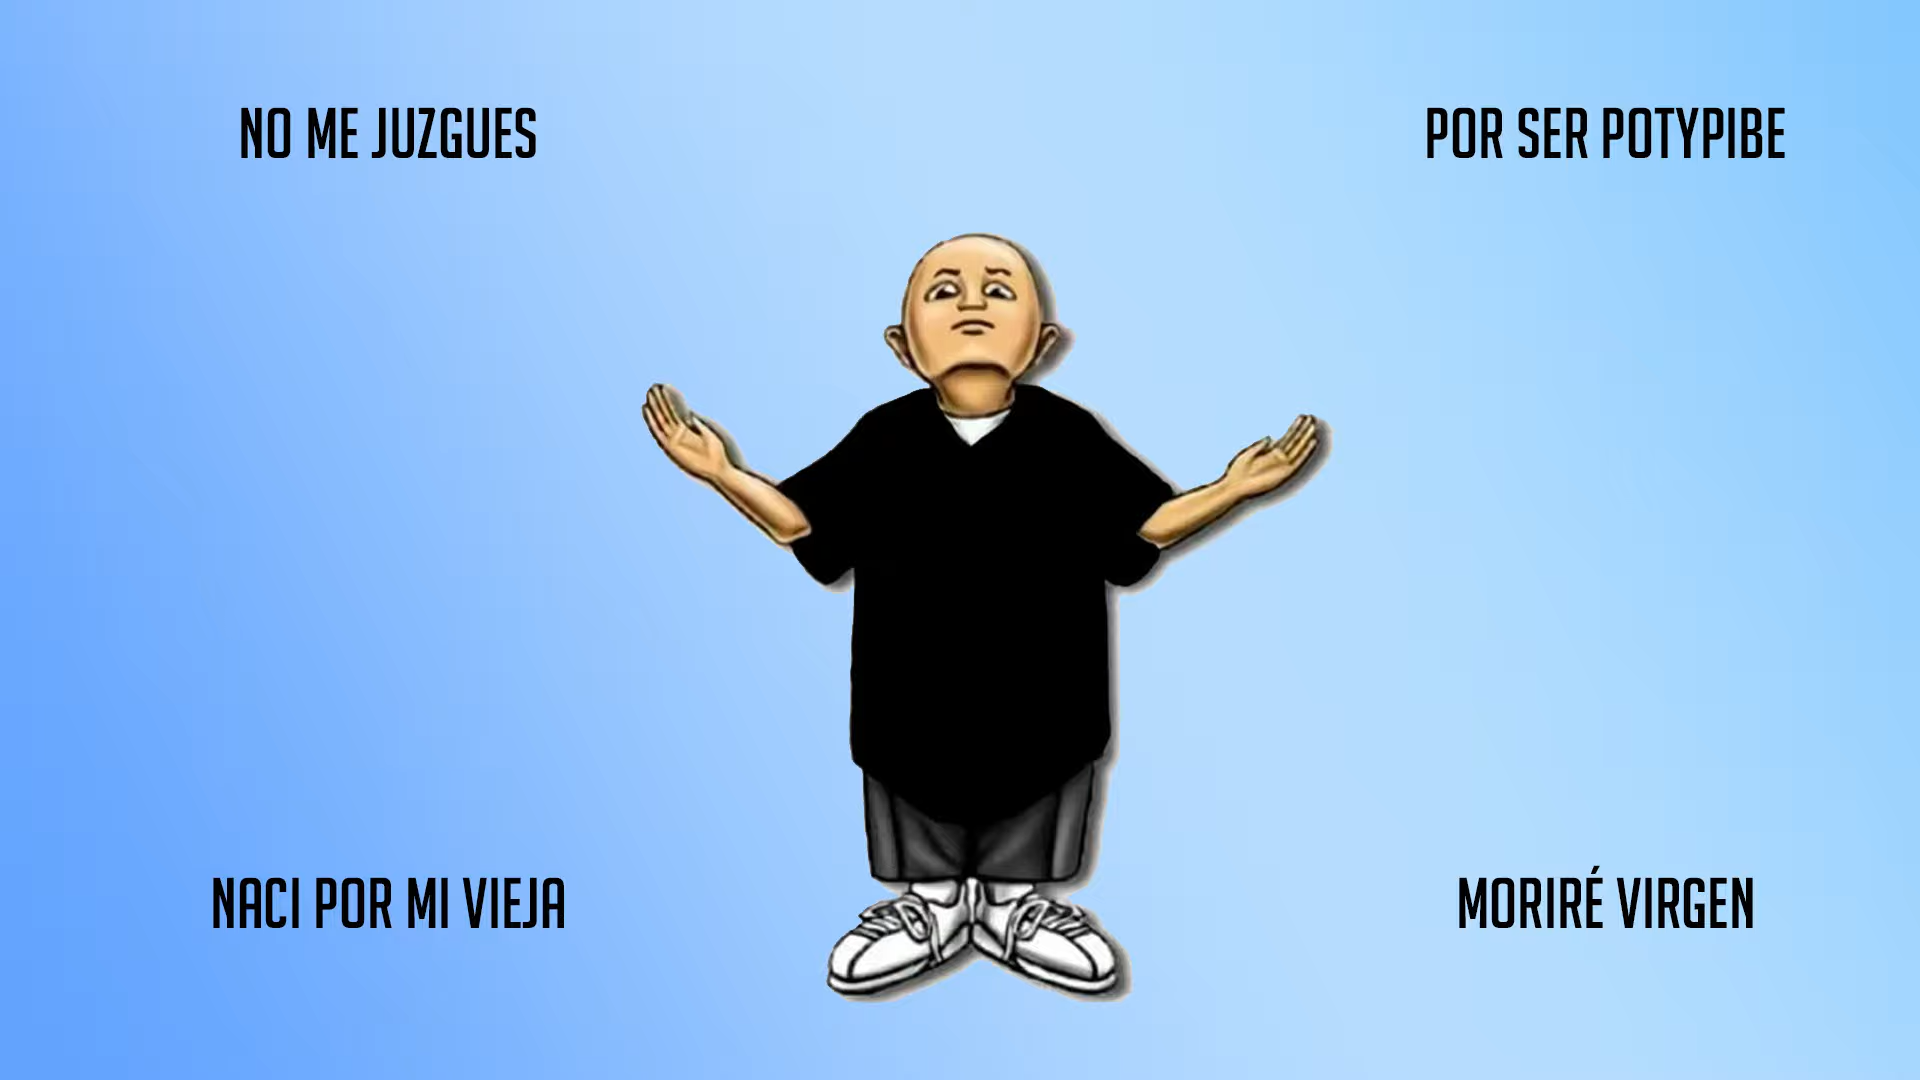 NO ME JUZGUES
POR SER POTYPIBE
NACI POR MI VIEJA
MORIRÉ VIRGEN